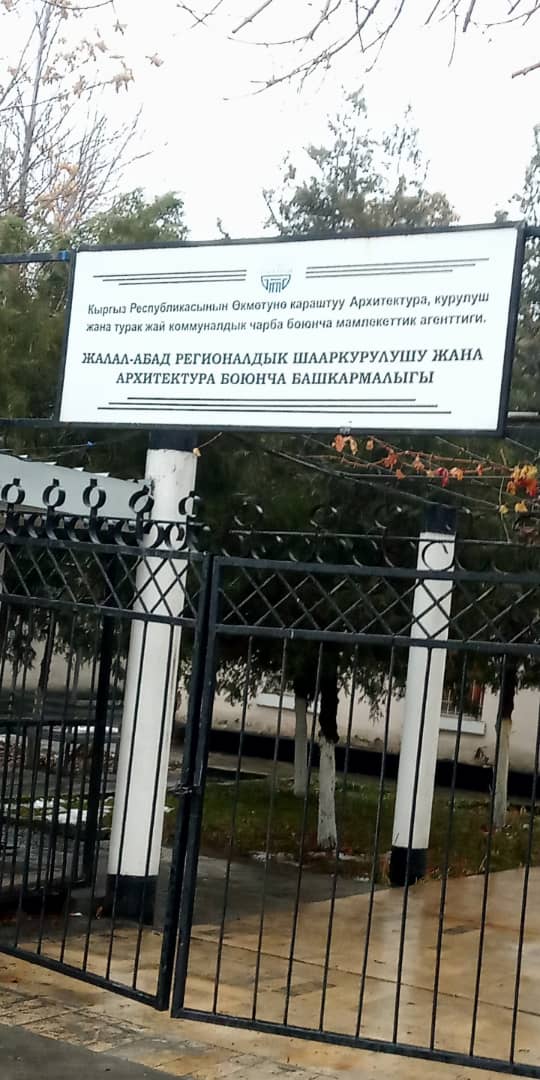 Кыргыз Республикасынын Өкмөтунө караштуу Архитектура, курулуш
жана турак жай коммуналдык чарба боюнча мамлекеттик агенттиги.
ЖАЛАЛ-АБАД РЕГИОНАЛДЫК ШААРКУРУЛУШУ ЖАНА
АРХИТЕКТУРА БОЮНЧА БАШКАРМАЛЫГЫ